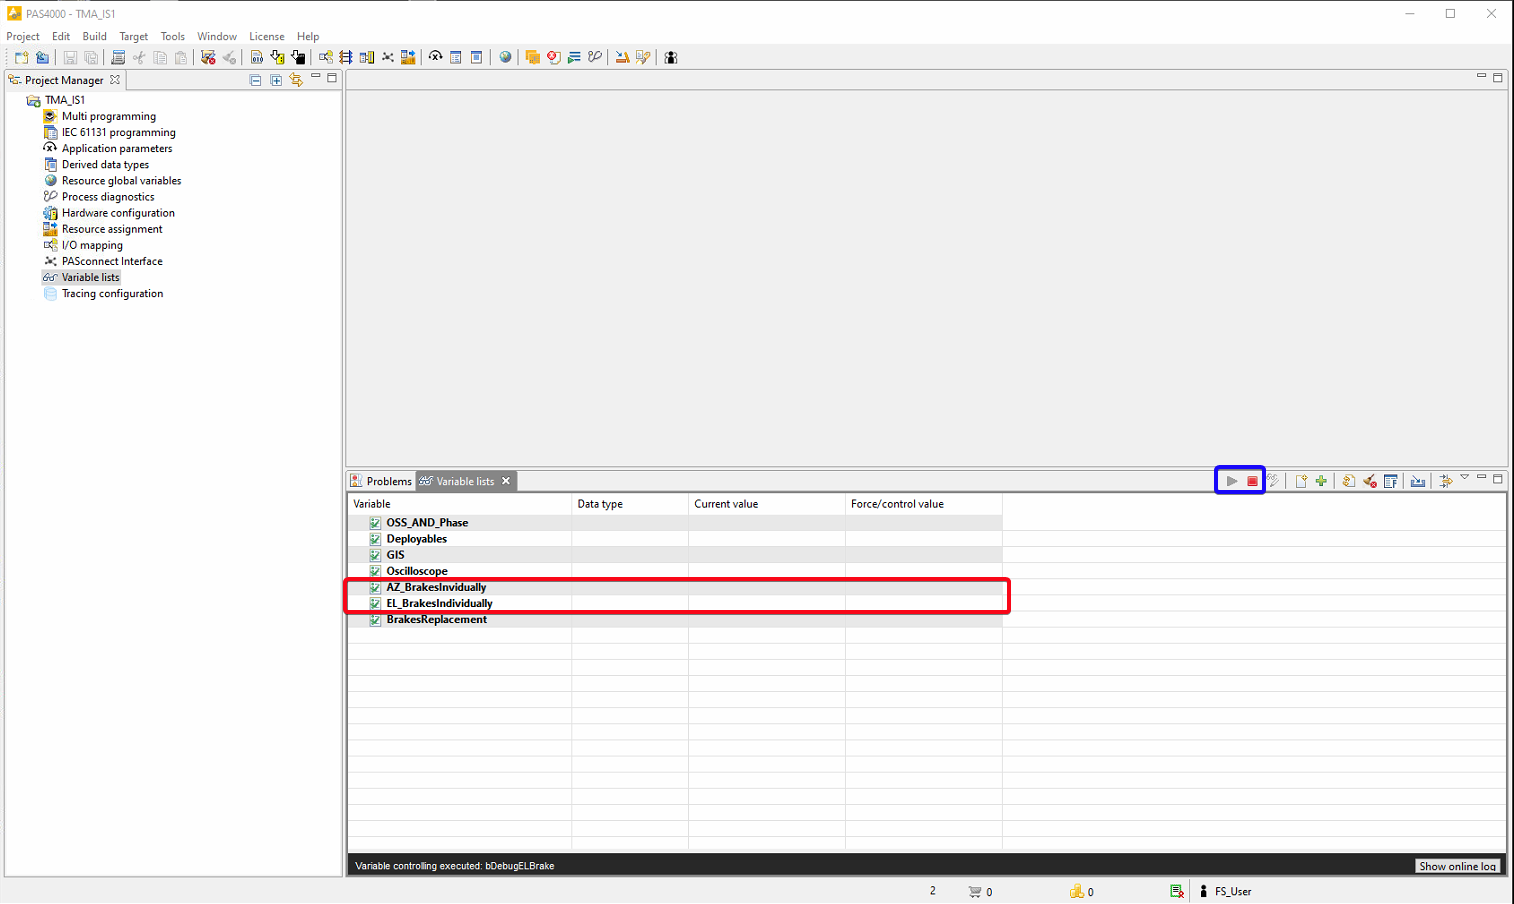 PAS4000 - TMA_IS1
Project Edit Build Target Tools Window License Help
Project Manager
TMA_IS1
Multi programming
IEC 61131 programming
Application parameters
Derived data types
Resource global variables
Process diagnostics
Hardware configuration
Resource assignment
I/O mapping
PASconnect Interface
Variable lists
Tracing configuration
Problems Variable lists
Variable Data type Current value Force/control value
OSS_AND_Phase
Deployables
GIS
Oscilloscope
AZ_BrakesInvidually
EL_BrakesIndividually
BrakesReplacement
Variable controlling executed: bDebugELBrake
Show online log
2 0 0 FS_User